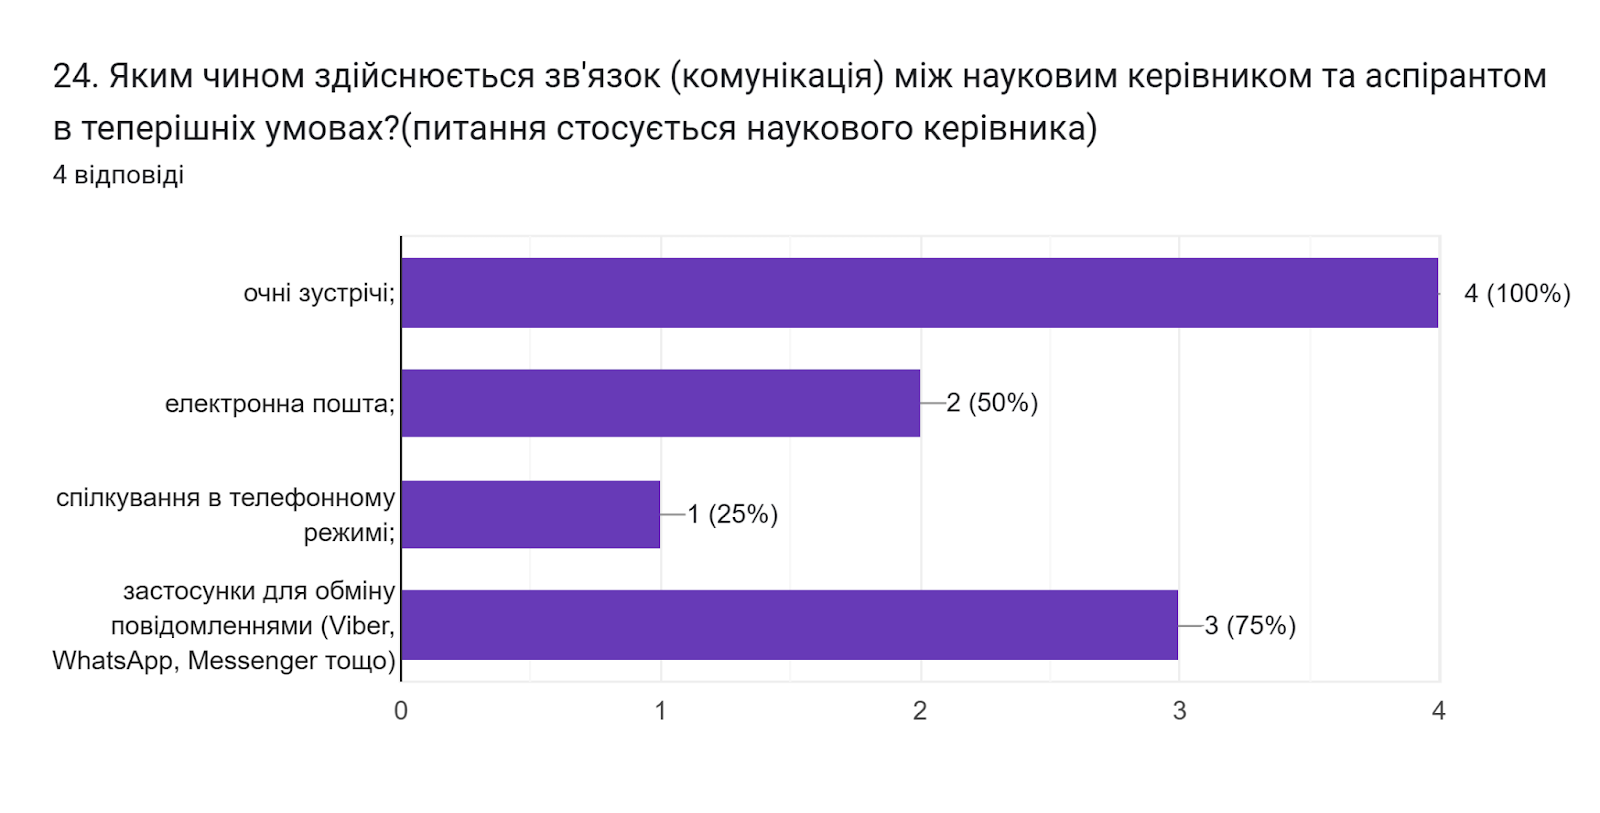 24. Яким чином здійснюється зв'язок (комунікація) між науковим керівником та аспірантом
в теперішніх умовах?(питання стосується наукового керівника)
4 відповіді
очні зустрічі;
4 (100%)
електронна пошта;
2 (50%)
спілкування в телефонному
режимі;
1 (25%)
застосунки для обміну
повідомленнями (Viber,
WhatsApp, Messenger тощо)
3 (75%)
0 1 2 3 4